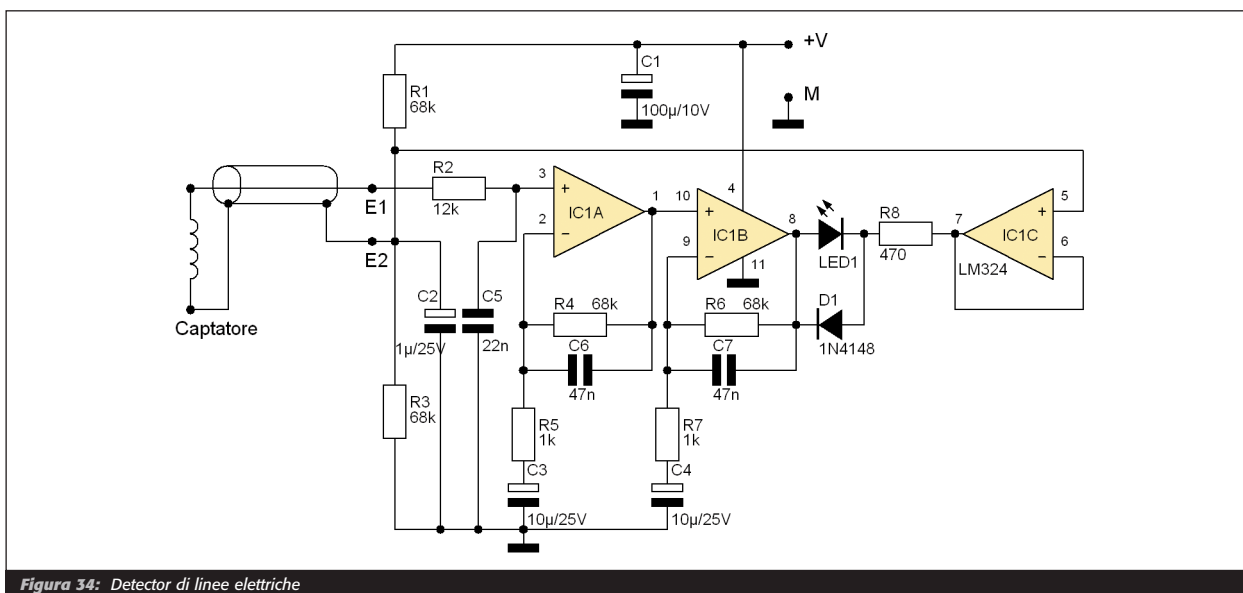 +V
C1
100µ/10V
M
R1
68k
R2
12k
E1
E2
Captatore
3
+
2
−
IC1A
1
10
+
9
−
IC1B
4
11
8
LED1
R8
470
7
IC1C
LM324
5
+
6
−
C2
1µ/25V
C5
22n
R4 68k
C6
47n
R6 68k
C7
47n
D1
1N4148
R3
68k
R5
1k
C3
10µ/25V
R7
1k
C4
10µ/25V
Figura 34: Detector di linee elettriche